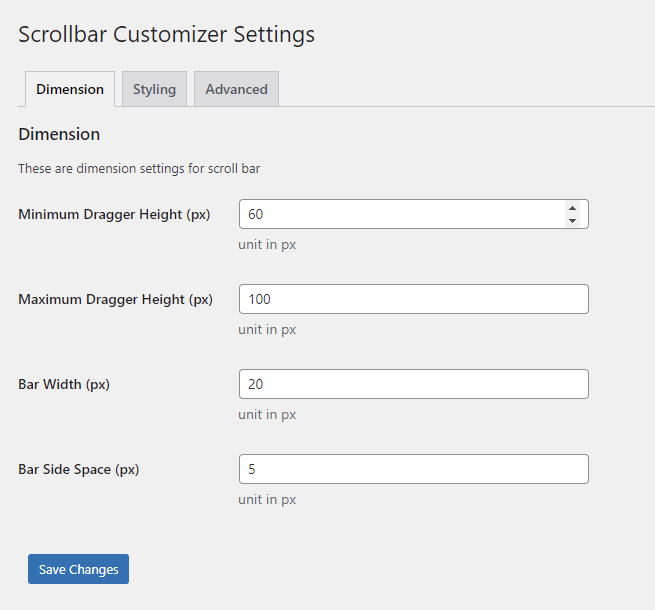 Scrollbar Customizer Settings
Dimension Styling Advanced
Dimension
These are dimension settings for scroll bar
Minimum Dragger Height (px) 60
unit in px
Maximum Dragger Height (px) 100
unit in px
Bar Width (px) 20
unit in px
Bar Side Space (px) 5
unit in px
Save Changes